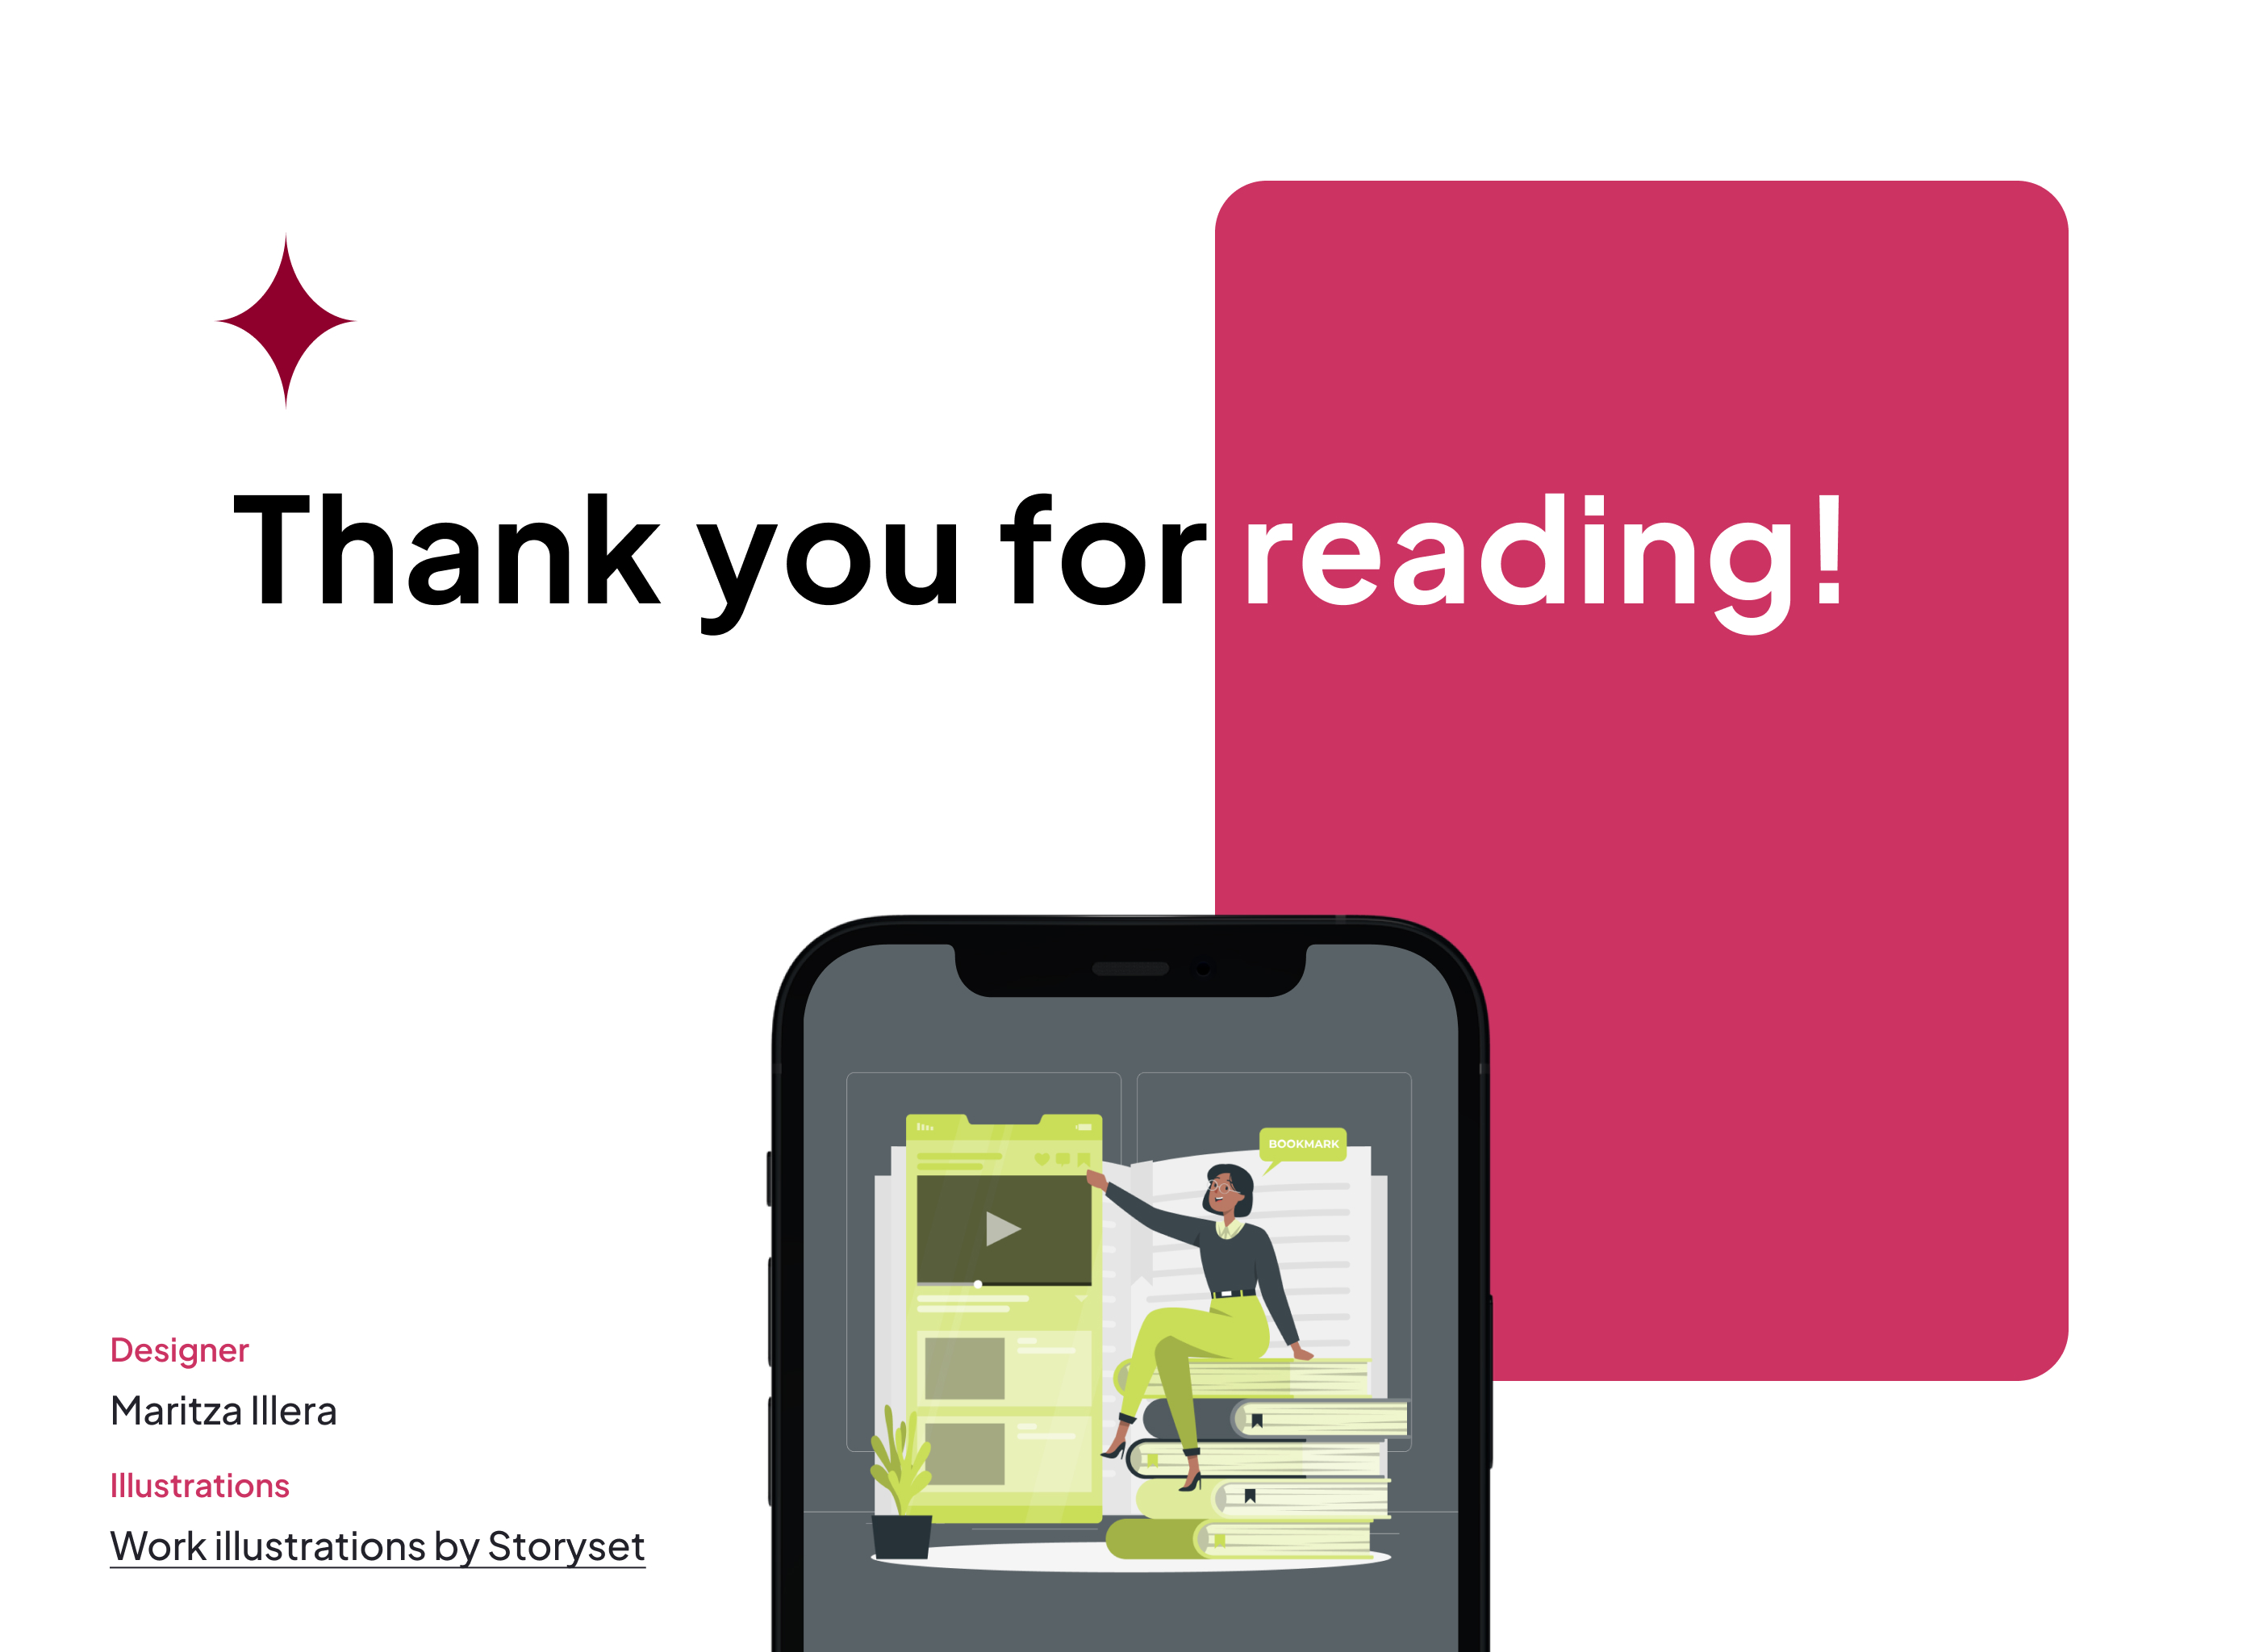 Thank you for reading!
BOOKMARK
Designer
Maritza Illera
Illustrations
Work illustrations by Storyset